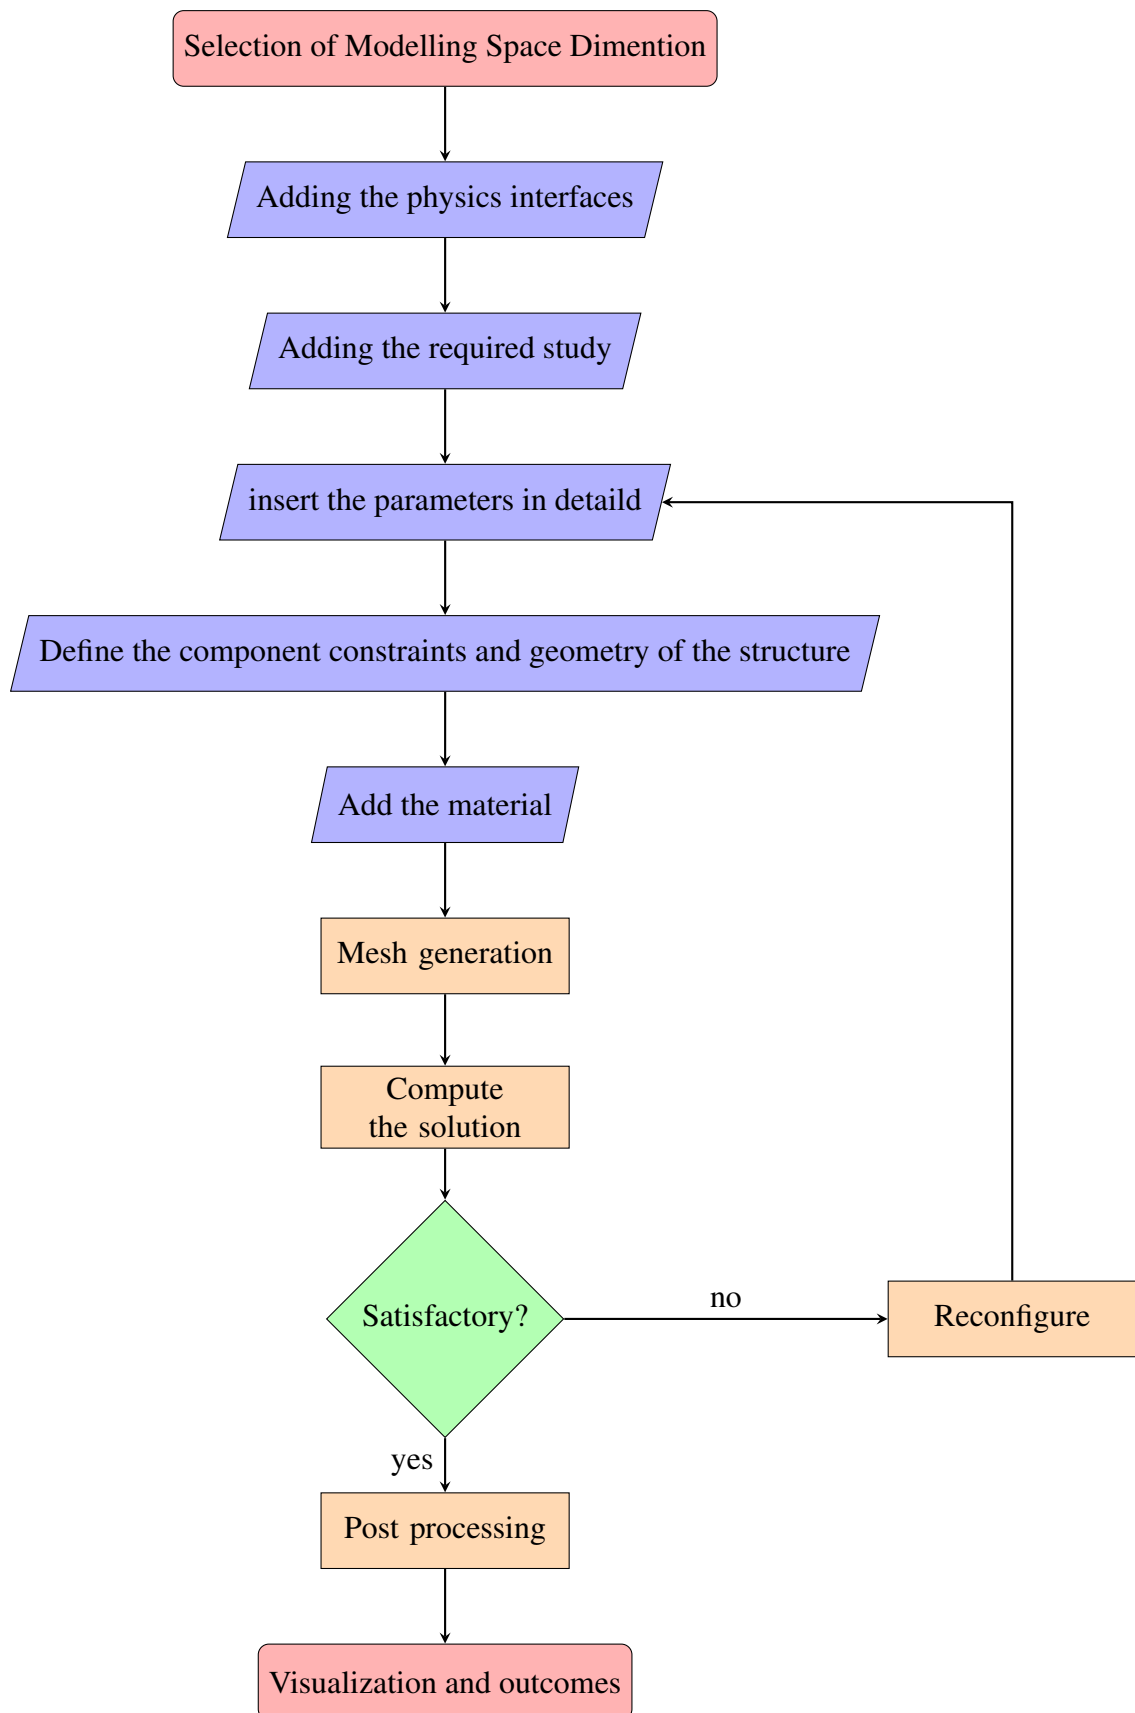 Selection of Modelling Space Dimention
Adding the physics interfaces
Adding the required study
insert the parameters in detaild
Define the component constraints and geometry of the structure
Add the material
Mesh generation
Compute
the solution
Satisfactory?
no
Reconfigure
yes
Post processing
Visualization and outcomes